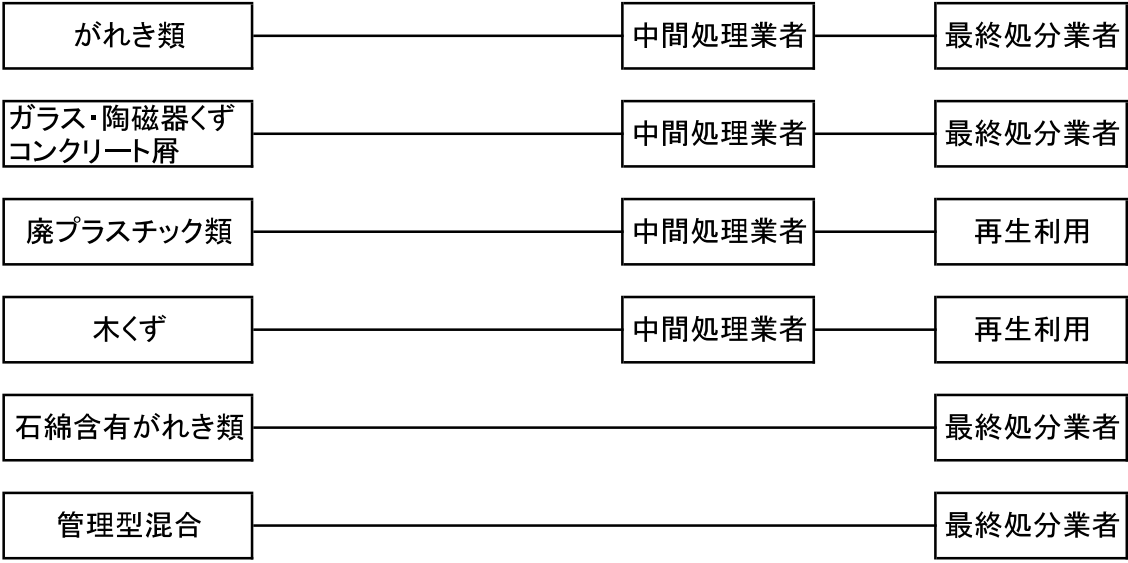 がれき類 中間処理業者 最終処分業者
ガラス・陶磁器くず
コンクリート屑 中間処理業者 最終処分業者
廃プラスチック類 中間処理業者 再生利用
木くず 中間処理業者 再生利用
石綿含有がれき類 最終処分業者
管理型混合 最終処分業者